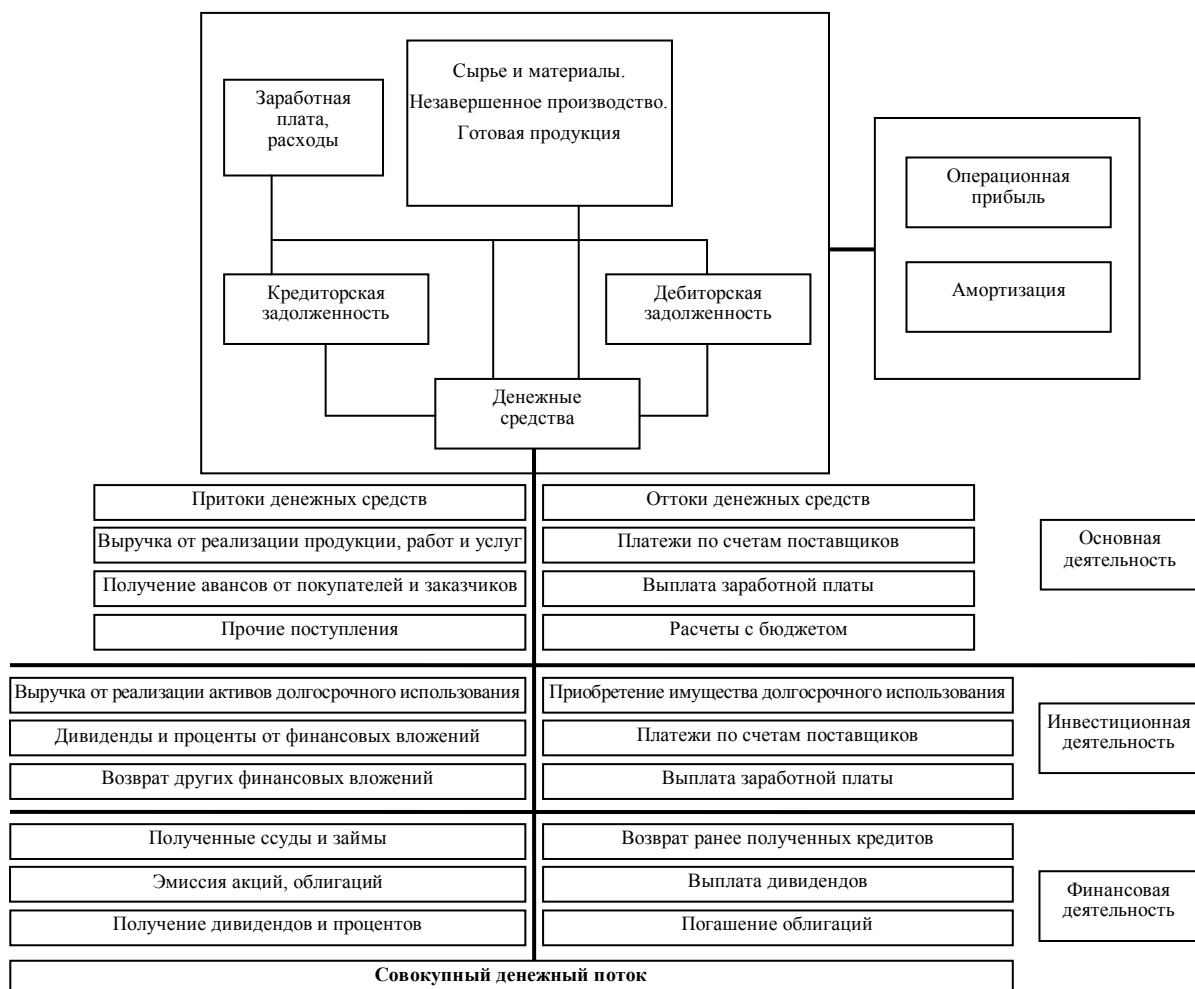 Заработная
плата,
расходы
Сырье и материалы.
Незавершенное производство.
Готовая продукция
Операционная
прибыль
Амортизация
Кредиторская
задолженность
Дебиторская
задолженность
Денежные
средства
Притоки денежных средств
Оттоки денежных средств
Выручка от реализации продукции, работ и услуг
Платежи по счетам поставщиков
Получение авансов от покупателей и заказчиков
Выплата заработной платы
Прочие поступления
Расчеты с бюджетом
Основная
деятельность
Выручка от реализации активов долгосрочного использования
Приобретение имущества долгосрочного использования
Дивиденды и проценты от финансовых вложений
Платежи по счетам поставщиков
Возврат других финансовых вложений
Выплата заработной платы
Инвестиционная
деятельность
Полученные ссуды и займы
Возврат ранее полученных кредитов
Эмиссия акций, облигаций
Выплата дивидендов
Получение дивидендов и процентов
Погашение облигаций
Финансовая
деятельность
Совокупный денежный поток